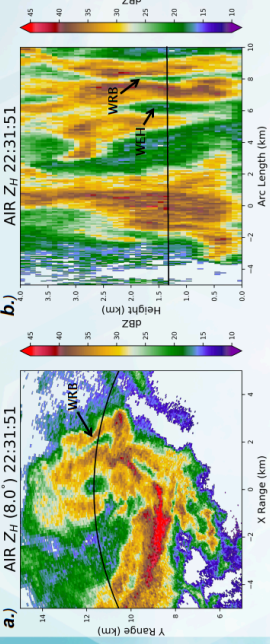 a.)
AIR Z_H (8.0°) 22:31:51
Y Range (km)
14
12
10
8
6
WRB
-4 -2 0 2 4
X Range (km)
45
40
35
30
25
20
15
10
dBZ
b.)
AIR Z_H 22:31:51
Height (km)
4.0
3.5
3.0
2.5
2.0
1.5
1.0
0.5
0.0
WRB
WEH
-4 -2 0 2 4 6 8 10
Arc Length (km)
45
40
35
30
25
20
15
10
dBZ